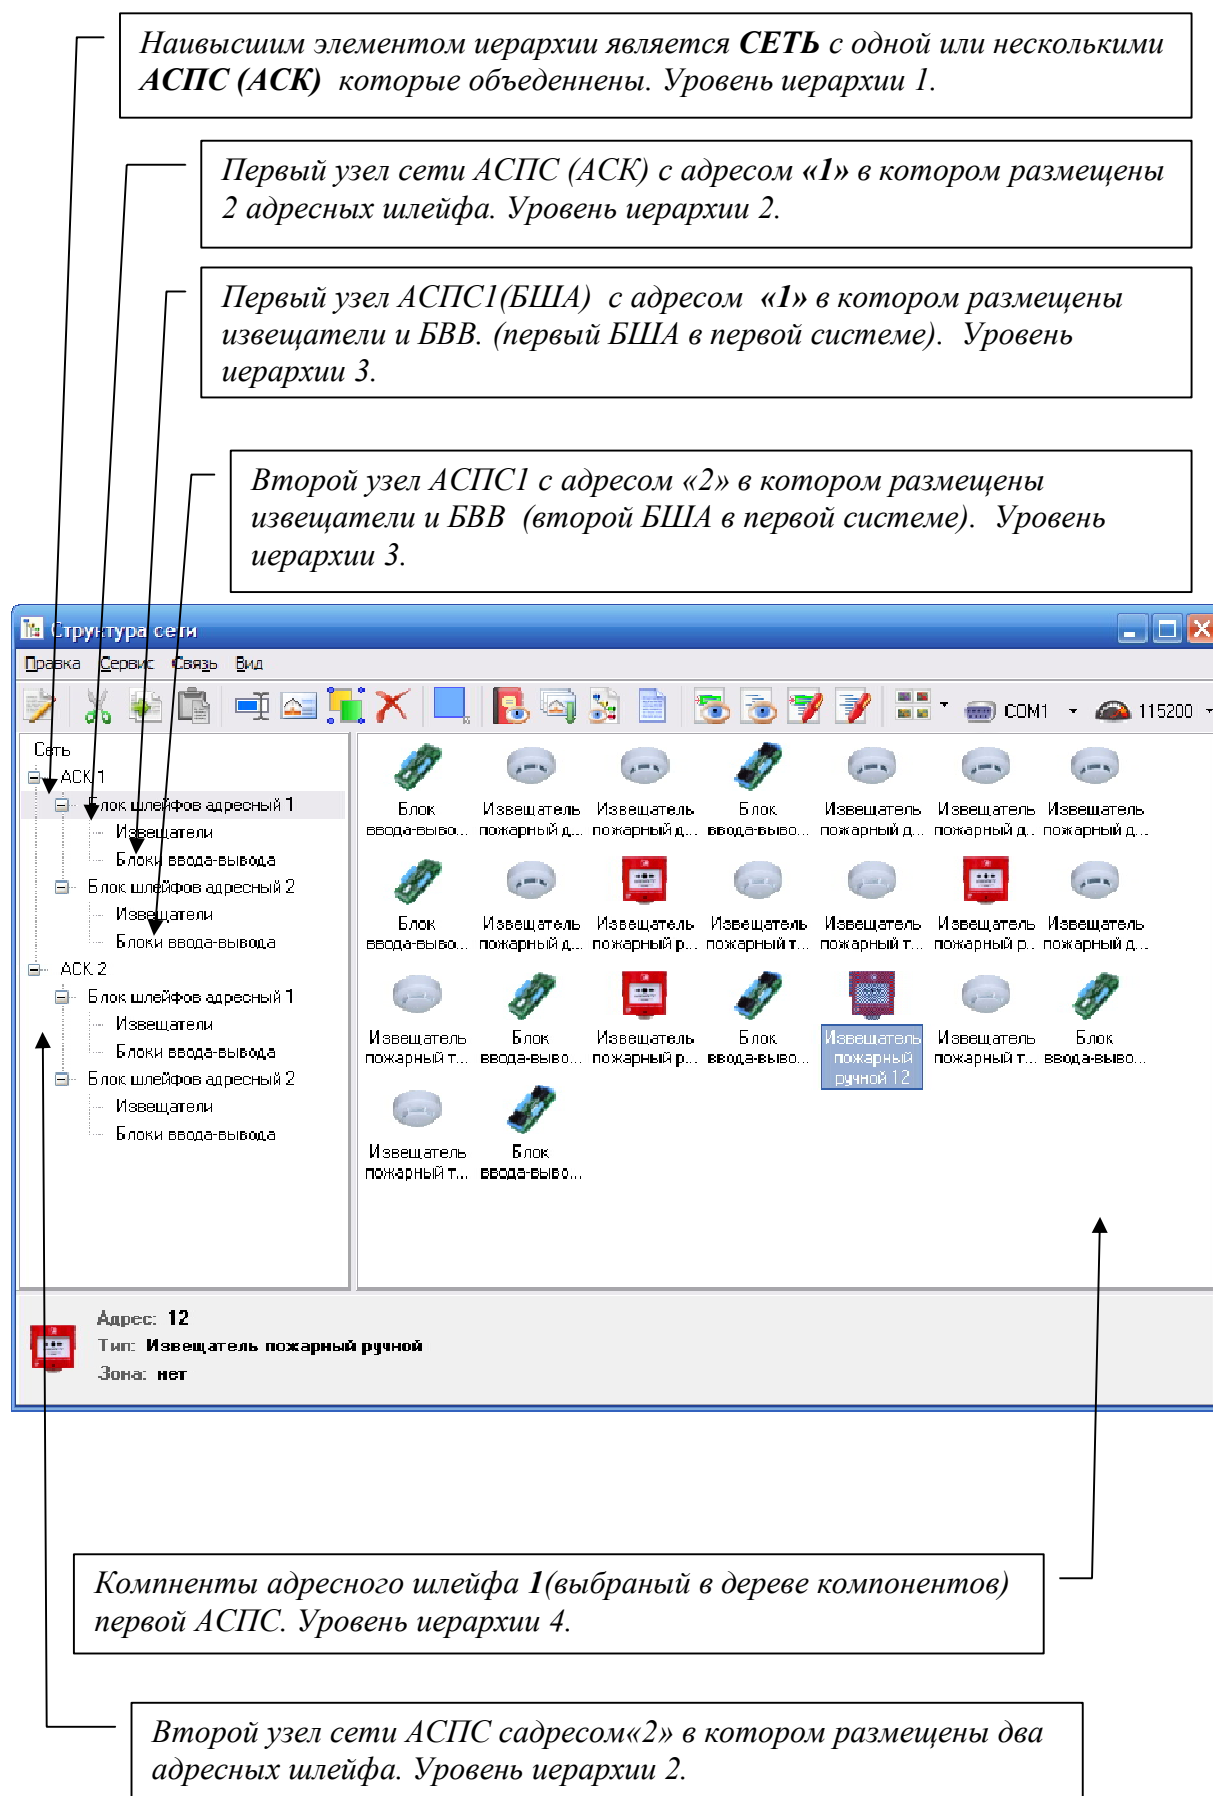 Наивысшим элементом иерархии является СЕТЬ с одной или несколькими
АСПС (АСК)  которые объеденнены. Уровень иерархии 1.
Первый узел сети АСПС (АСК) с адресом «1» в котором размещены
2 адресных шлейфа. Уровень иерархии 2.
Первый узел АСПС1(БША)  с адресом  «1» в котором размещены
извещатели и БВВ. (первый БША в первой системе).  Уровень
иерархии 3.
Второй узел АСПС1 с адресом «2» в котором размещены
извещатели и БВВ  (второй БША в первой системе).  Уровень
иерархии 3.
Структура сети
Правка Сервис Связь Вид
COM1 115200
Сеть
АСК 1
Блок шлейфов адресный 1
Извещатели
Блоки ввода-вывода
Блок шлейфов адресный 2
Извещатели
Блоки ввода-вывода
АСК 2
Блок шлейфов адресный 1
Извещатели
Блоки ввода-вывода
Блок шлейфов адресный 2
Извещатели
Блоки ввода-вывода
Блок Извещатель Извещатель Блок Извещатель Извещатель Извещатель
ввода-выво... пожарный д... пожарный д... ввода-выво... пожарный д... пожарный д... пожарный д...
Блок Извещатель Извещатель Извещатель Извещатель Извещатель Извещатель
ввода-выво... пожарный д... пожарный р... пожарный т... пожарный т... пожарный р... пожарный д...
Извещатель Блок Извещатель Блок Извещатель Извещатель Блок
пожарный т... ввода-выво... пожарный р... ввода-выво... пожарный пожарный т... ввода-выво...
ручной 12
Извещатель Блок
пожарный т... ввода-выво...
Адрес: 12
Тип: Извещатель пожарный ручной
Зона: нет
Компненты адресного шлейфа 1(выбраный в дереве компонентов)
первой АСПС. Уровень иерархии 4.
Второй узел сети АСПС садресом«2» в котором размещены два
адресных шлейфа. Уровень иерархии 2.